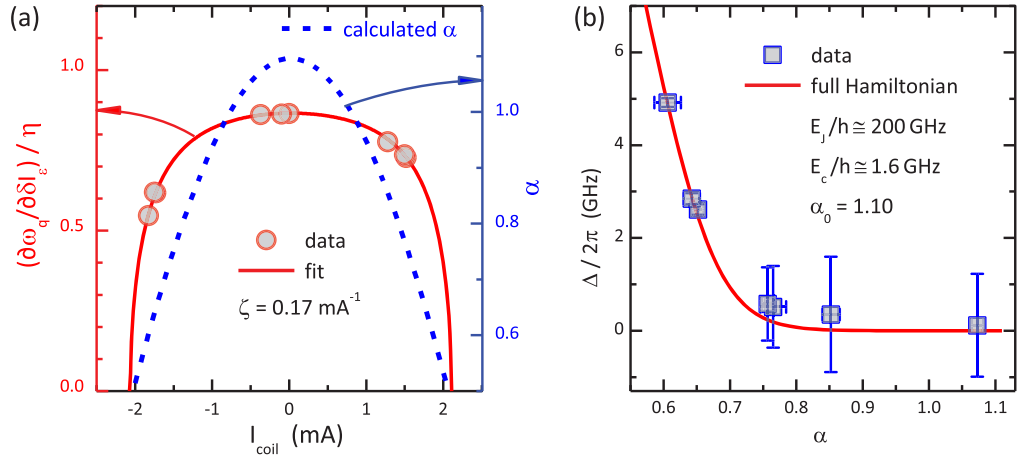 (a)
calculated α
1.0
0.5
0.0
(∂ω_q/∂δI_ε) / η
data
fit
ζ = 0.17 mA⁻¹
1.0
0.8
0.6
α
-2 -1 0 1 2
I_coil (mA)
(b)
6
4
2
0
Δ / 2π (GHz)
data
full Hamiltonian
E_J/h ≅ 200 GHz
E_c/h ≅ 1.6 GHz
α₀ = 1.10
0.6 0.7 0.8 0.9 1.0 1.1
α